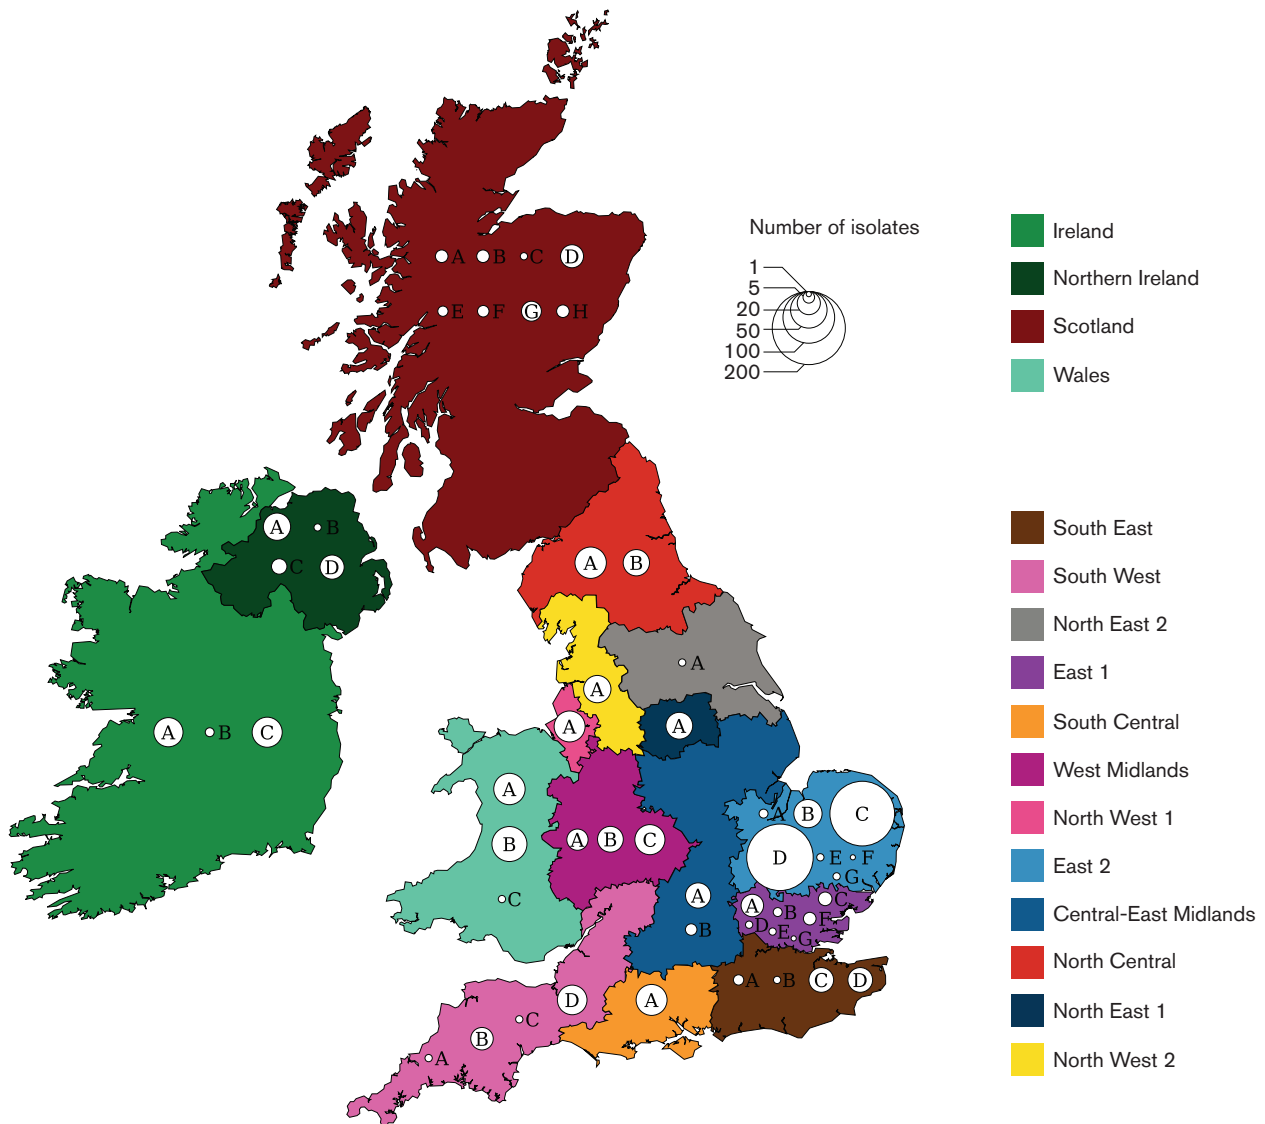 Number of isolates
1
5
20
50
100
200
Ireland
Northern Ireland
Scotland
Wales
South East
South West
North East 2
East 1
South Central
West Midlands
North West 1
East 2
Central-East Midlands
North Central
North East 1
North West 2
A B C D
E F G H
A B
C D
A B
A
A
A A
A B C
A
B
C
A B C
A B C
D E F
G
A
B
A B C
D E F
G
A B C D
D A
C
B
A